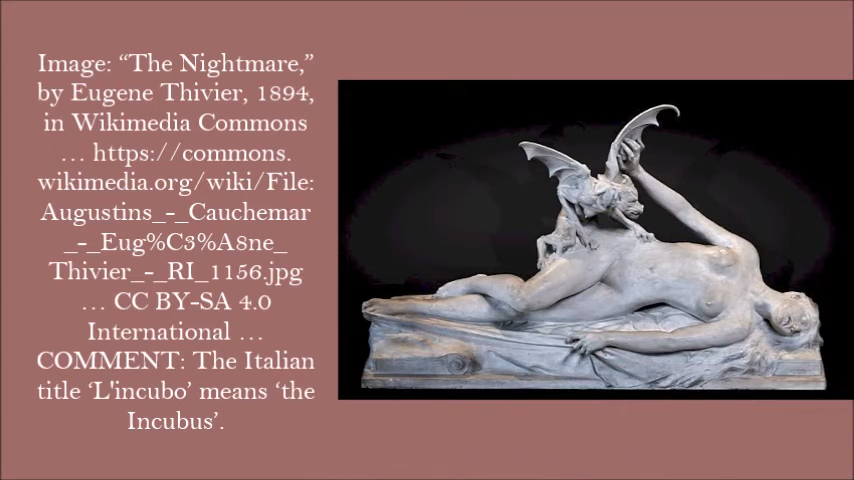 Image: “The Nightmare,”
by Eugene Thivier, 1894,
in Wikimedia Commons
… https://commons.
wikimedia.org/wiki/File:
Augustins_-_Cauchemar
_-_Eug%C3%A8ne_
Thivier_-_RI_1156.jpg
… CC BY-SA 4.0
International …
COMMENT: The Italian
title ‘L'incubo’ means ‘the
Incubus’.